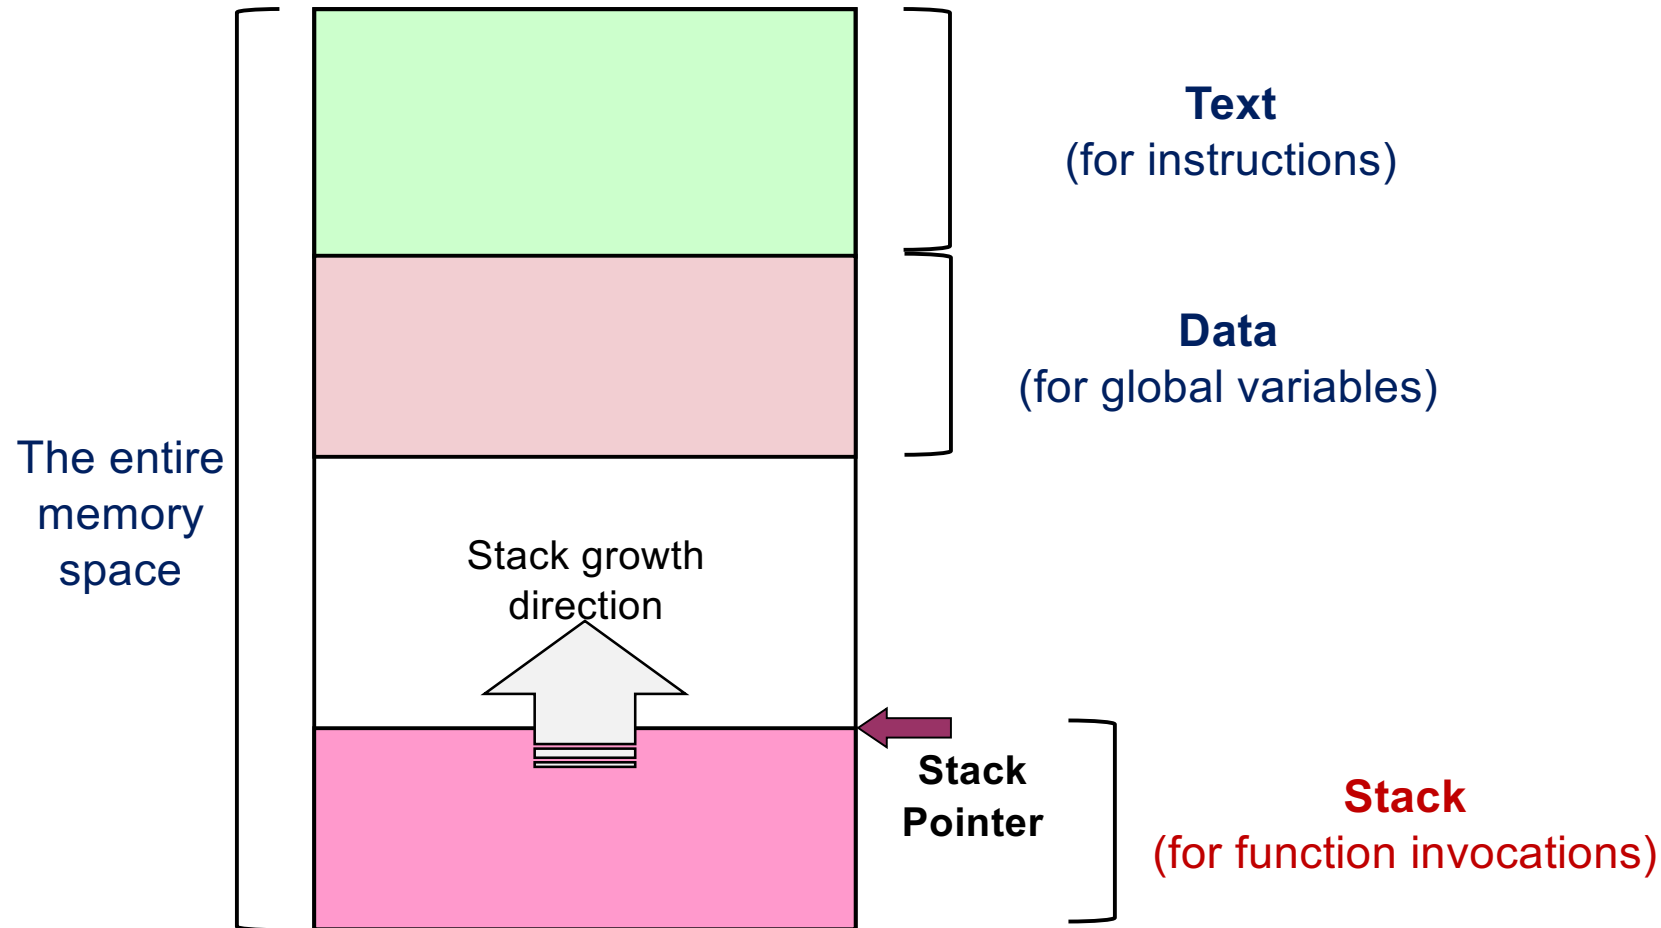 Text
(for instructions)
Data
(for global variables)
The entire
memory
space
Stack growth
direction
Stack
Pointer
Stack
(for function invocations)